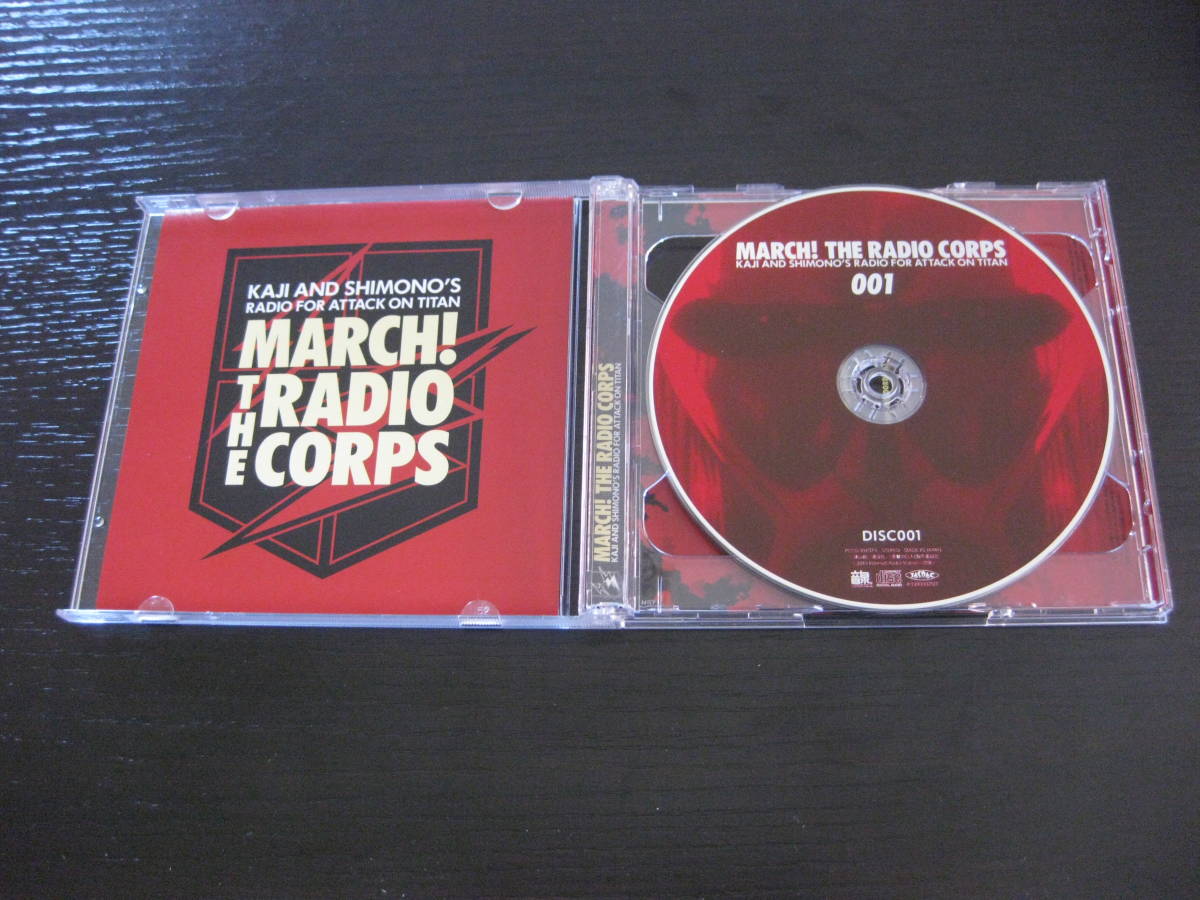 KAJI AND SHIMONO'S
RADIO FOR ATTACK ON TITAN
MARCH!
THE RADIO
CORPS
MARCH! THE RADIO CORPS
KAJI AND SHIMONO'S RADIO FOR ATTACK ON TITAN
MARCH! THE RADIO CORPS
KAJI AND SHIMONO'S RADIO FOR ATTACK ON TITAN
001
DISC001
音泉